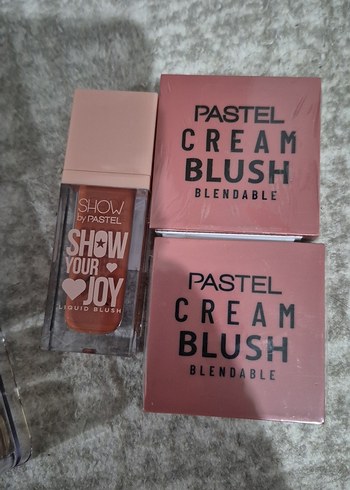 SHOW
by PASTEL
SHOW
YOUR
JOY
LIQUID BLUSH
PASTEL
CREAM
BLUSH
BLENDABLE
PASTEL
CREAM
BLUSH
BLENDABLE